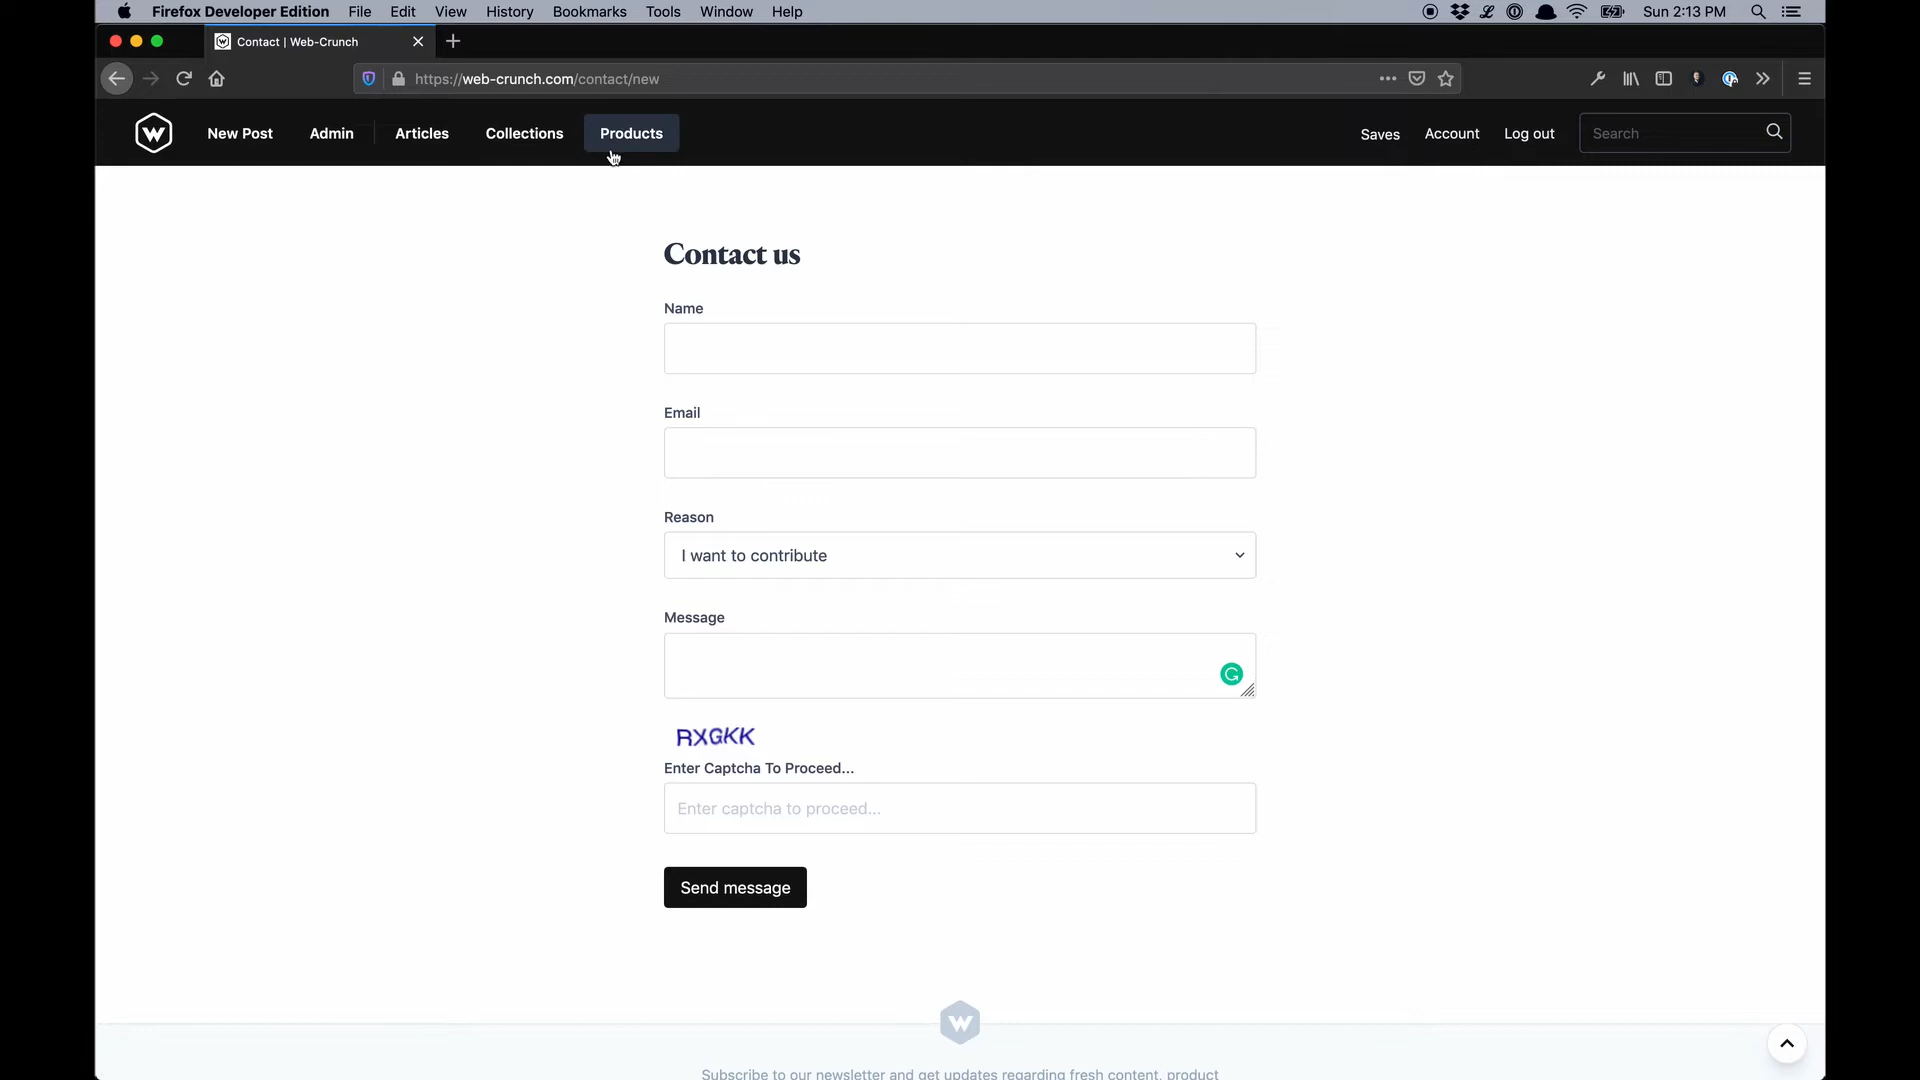 Firefox Developer Edition File Edit View History Bookmarks Tools Window Help Sun 2:13 PM
Contact | Web-Crunch
https://web-crunch.com/contact/new
New Post Admin Articles Collections Products Saves Account Log out Search
Contact us
Name
Email
Reason
I want to contribute
Message
RXGKK
Enter Captcha To Proceed...
Enter captcha to proceed...
Send message
Subscribe to our newsletter and get updates regarding fresh content, product